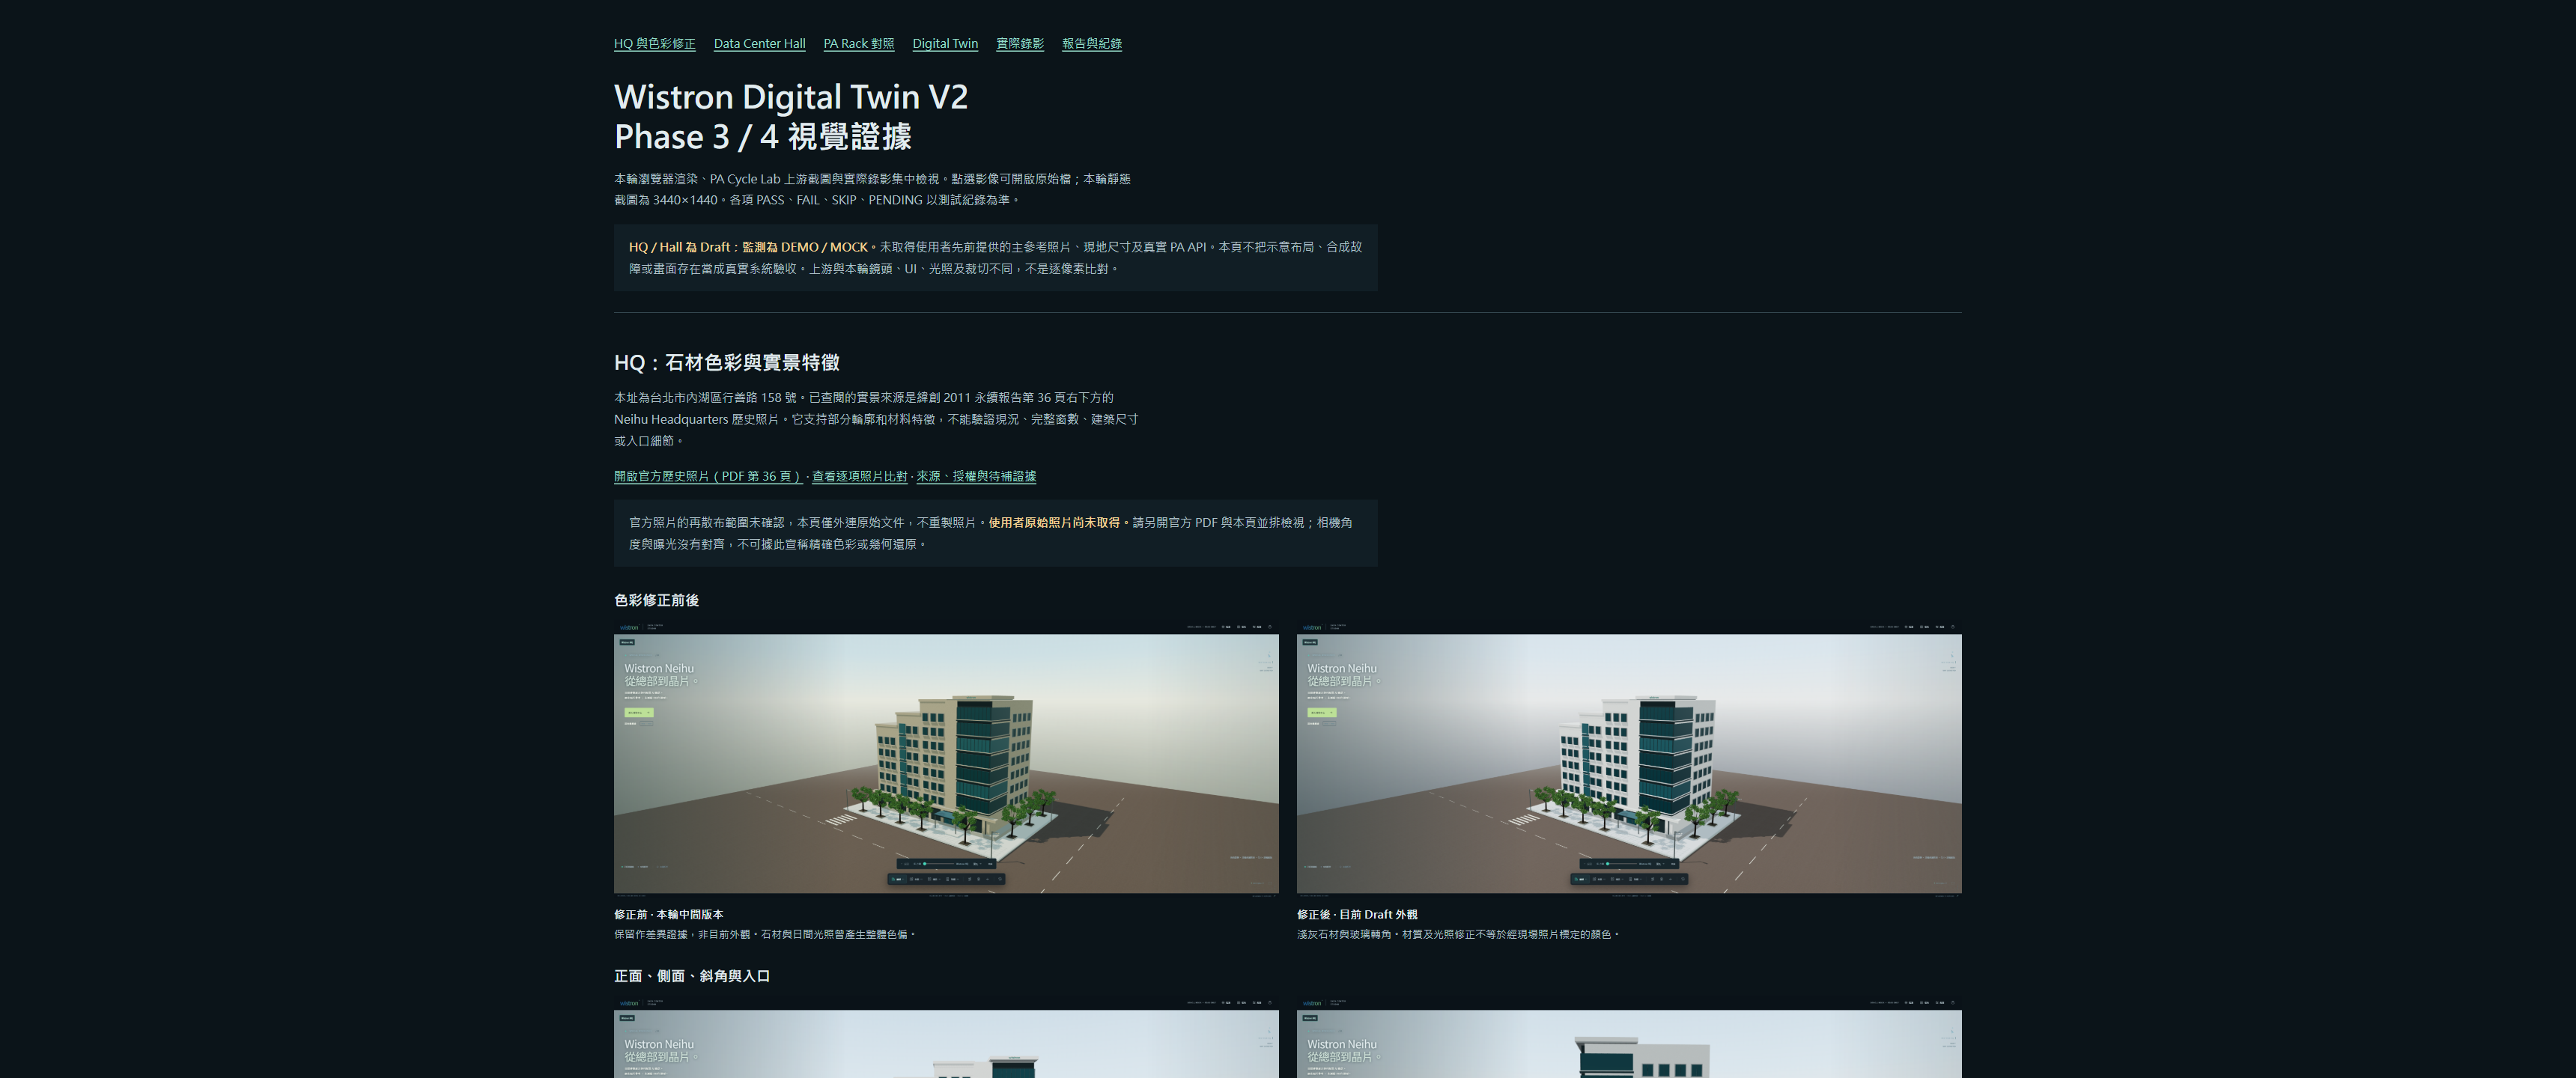 HQ 與色彩修正 Data Center Hall PA Rack 對照 Digital Twin 實際錄影 報告與紀錄
Wistron Digital Twin V2
Phase 3 / 4 視覺證據
本輪瀏覽器渲染、PA Cycle Lab 上游截圖與實際錄影集中檢視。點選影像可開啟原始檔；本輪靜態
截圖為 3440×1440。各項 PASS、FAIL、SKIP、PENDING 以測試紀錄為準。
HQ / Hall 為 Draft；監測為 DEMO / MOCK。未取得使用者先前提供的主參考照片、現地尺寸及真實 PA API。本頁不把示意布局、合成故
障或畫面存在當成真實系統驗收。上游與本輪鏡頭、UI、光照及裁切不同，不是逐像素比對。
HQ：石材色彩與實景特徵
本址為台北市內湖區行善路 158 號。已查閱的實景來源是緯創 2011 永續報告第 36 頁右下方的
Neihu Headquarters 歷史照片。它支持部分輪廓和材料特徵，不能驗證現況、完整窗數、建築尺寸
或入口細節。
開啟官方歷史照片（PDF 第 36 頁） · 查看逐項照片比對 · 來源、授權與待補證據
官方照片的再散布範圍未確認，本頁僅外連原始文件，不重製照片。使用者原始照片尚未取得。請另開官方 PDF 與本頁並排檢視；相機角
度與曝光沒有對齊，不可據此宣稱精確色彩或幾何還原。
色彩修正前後
wistron
Wistron Neihu
從總部到晶片。
wistron
Wistron Neihu
從總部到晶片。
修正前 · 本輪中間版本
保留作差異證據，非目前外觀。石材與日間光照曾產生整體色偏。
修正後 · 目前 Draft 外觀
淺灰石材與玻璃轉角。材質及光照修正不等於經現場照片標定的顏色。
正面、側面、斜角與入口
wistron
Wistron Neihu
從總部到晶片。
wistron
Wistron Neihu
從總部到晶片。